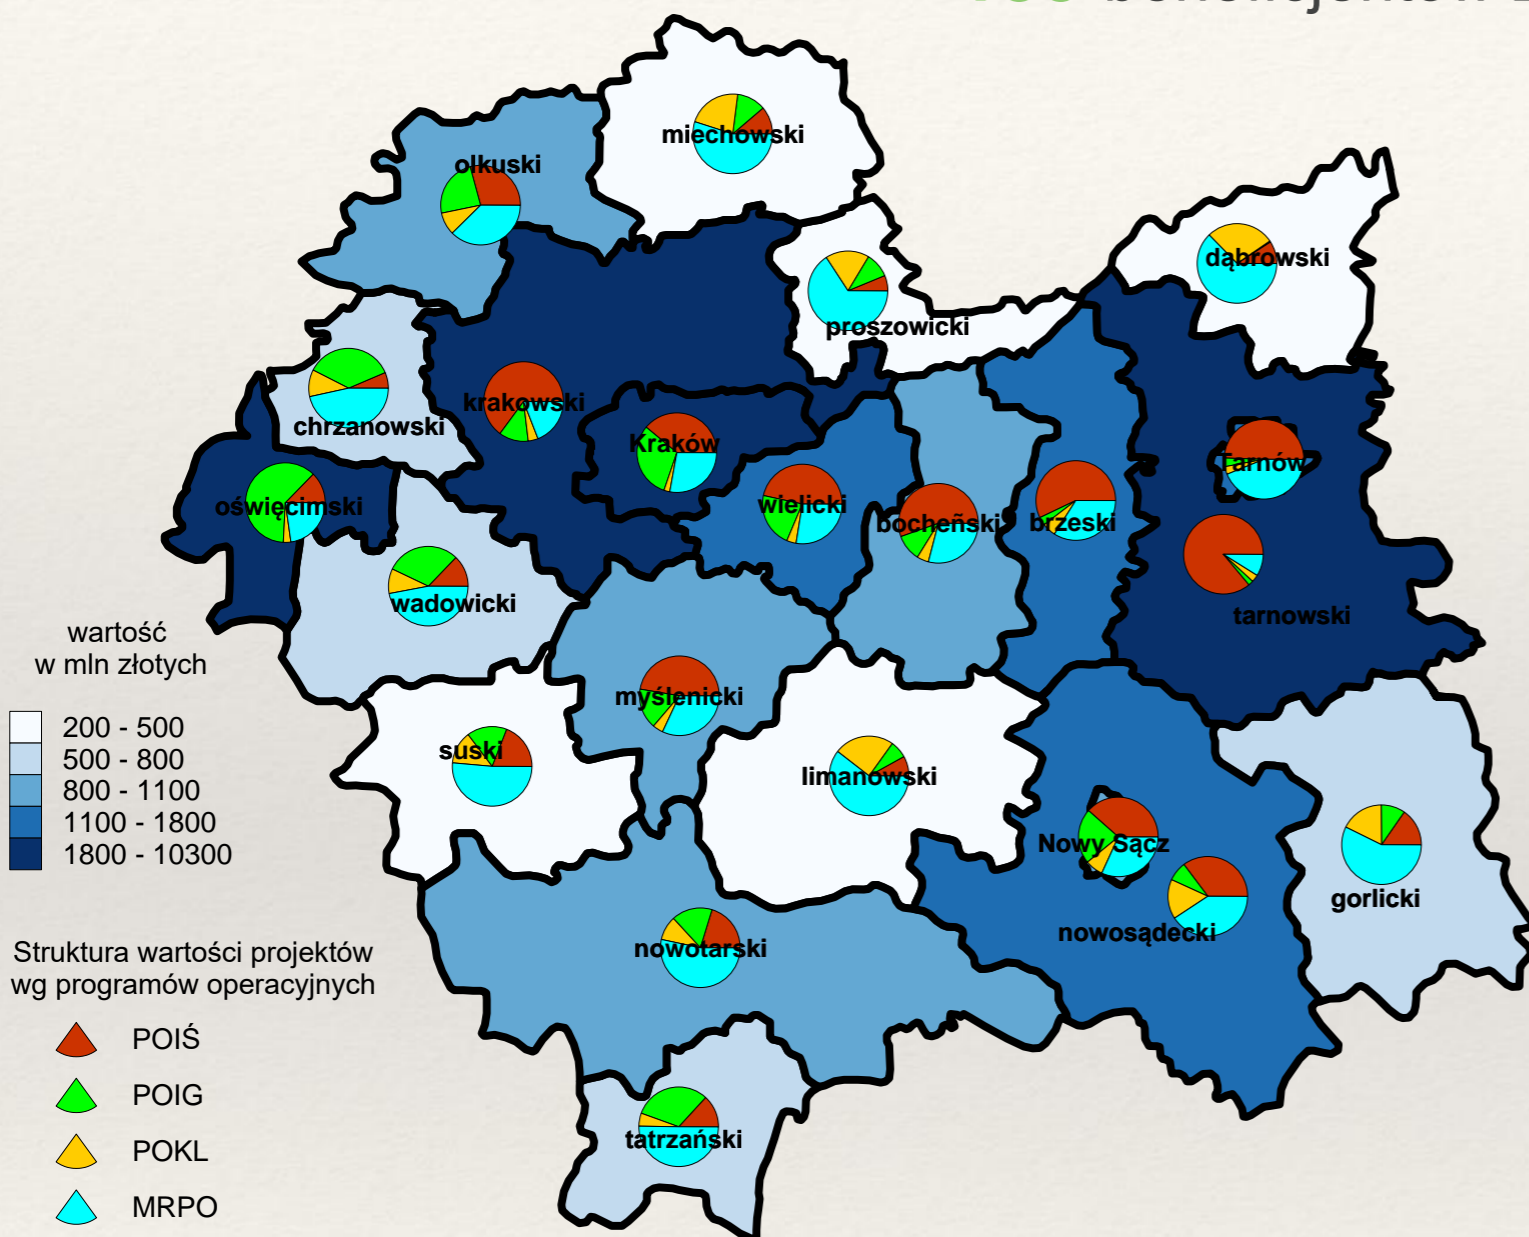 miechowski
olkuski
dąbrowski
proszowicki
krakowski
chrzanowski
Kraków
Tarnów
oświęcimski
wielicki
bocheñski
brzeski
wadowicki
tarnowski
wartość
w mln złotych
myślenicki
200 - 500
500 - 800
800 - 1100
1100 - 1800
1800 - 10300
suski
limanowski
Nowy Sącz
gorlicki
nowosądecki
nowotarski
Struktura wartości projektów
wg programów operacyjnych
POIŚ
POIG
POKL
MRPO
tatrzański